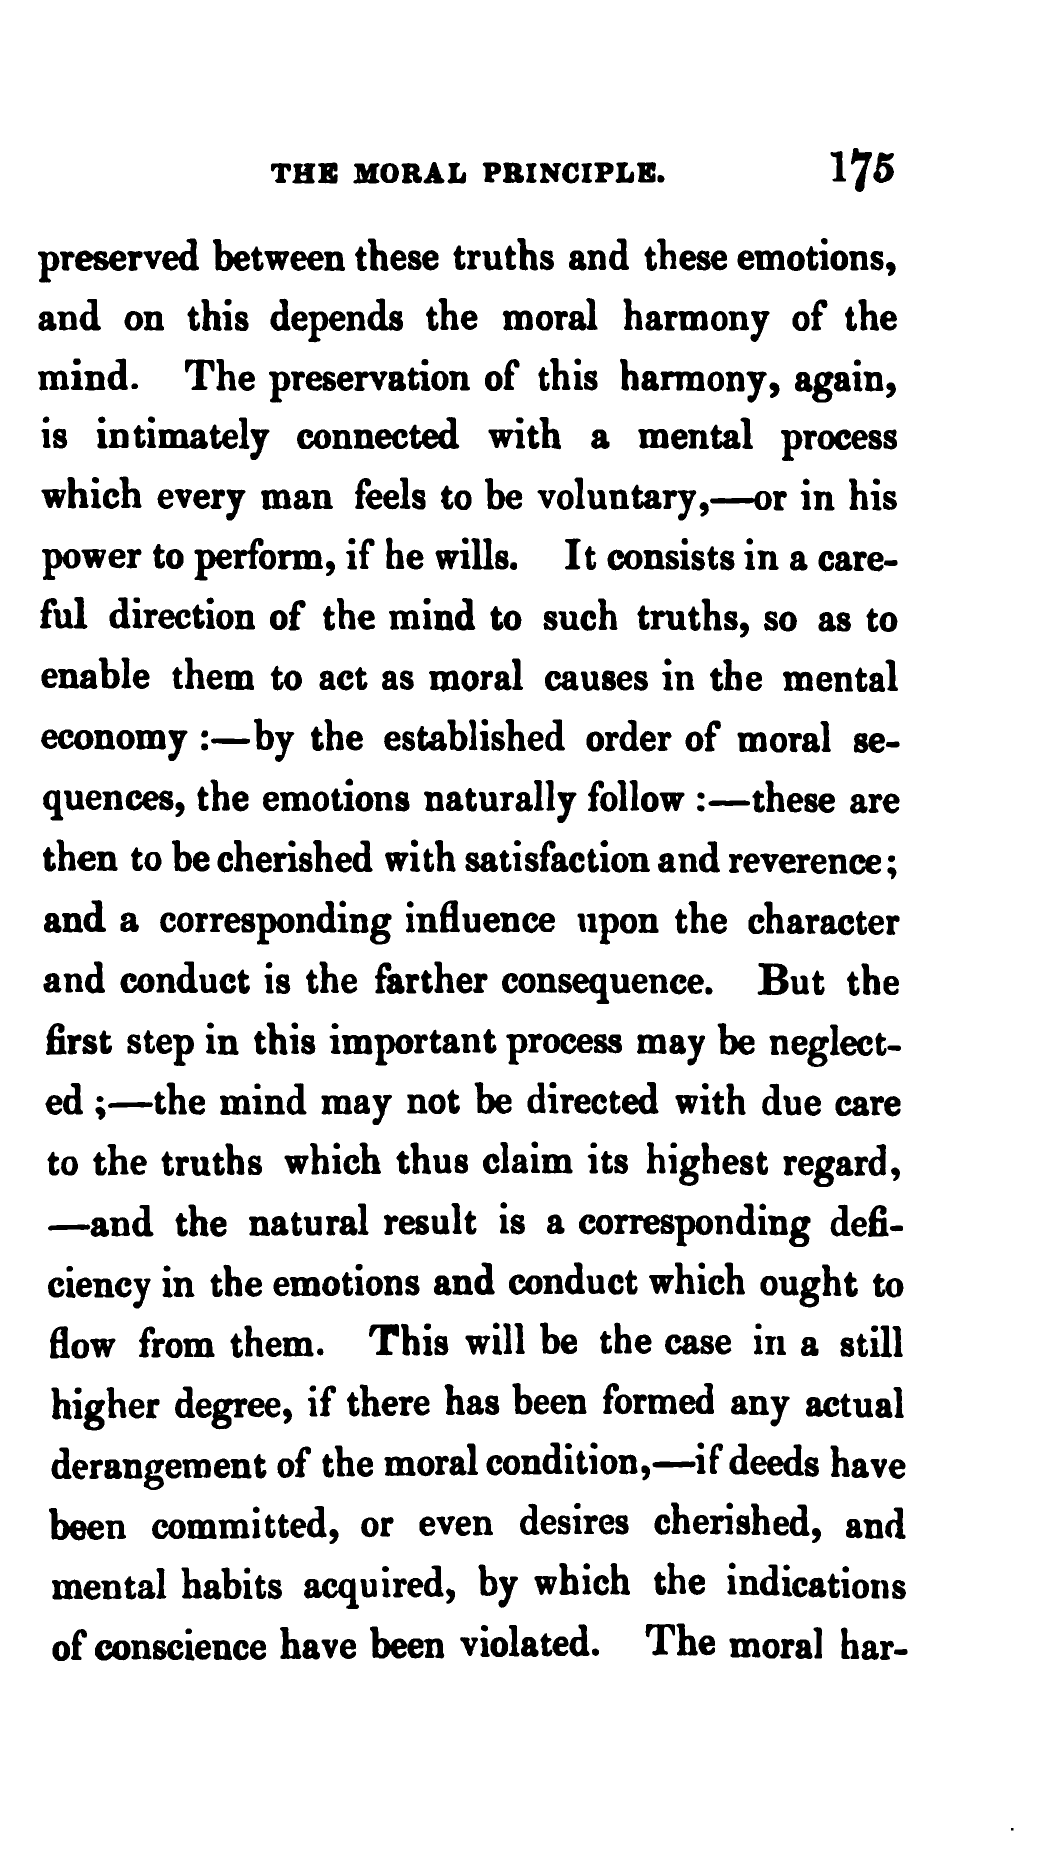 THE MORAL PRINCIPLE. 175
preserved between these truths and these emotions,
and on this depends the moral harmony of the
mind. The preservation of this harmony, again,
is intimately connected with a mental process
which every man feels to be voluntary,—or in his
power to perform, if he wills. It consists in a care-
ful direction of the mind to such truths, so as to
enable them to act as moral causes in the mental
economy :—by the established order of moral se-
quences, the emotions naturally follow :—these are
then to be cherished with satisfaction and reverence;
and a corresponding influence upon the character
and conduct is the farther consequence. But the
first step in this important process may be neglect-
ed ;—the mind may not be directed with due care
to the truths which thus claim its highest regard,
—and the natural result is a corresponding defi-
ciency in the emotions and conduct which ought to
flow from them. This will be the case in a still
higher degree, if there has been formed any actual
derangement of the moral condition,—if deeds have
been committed, or even desires cherished, and
mental habits acquired, by which the indications
of conscience have been violated. The moral har-